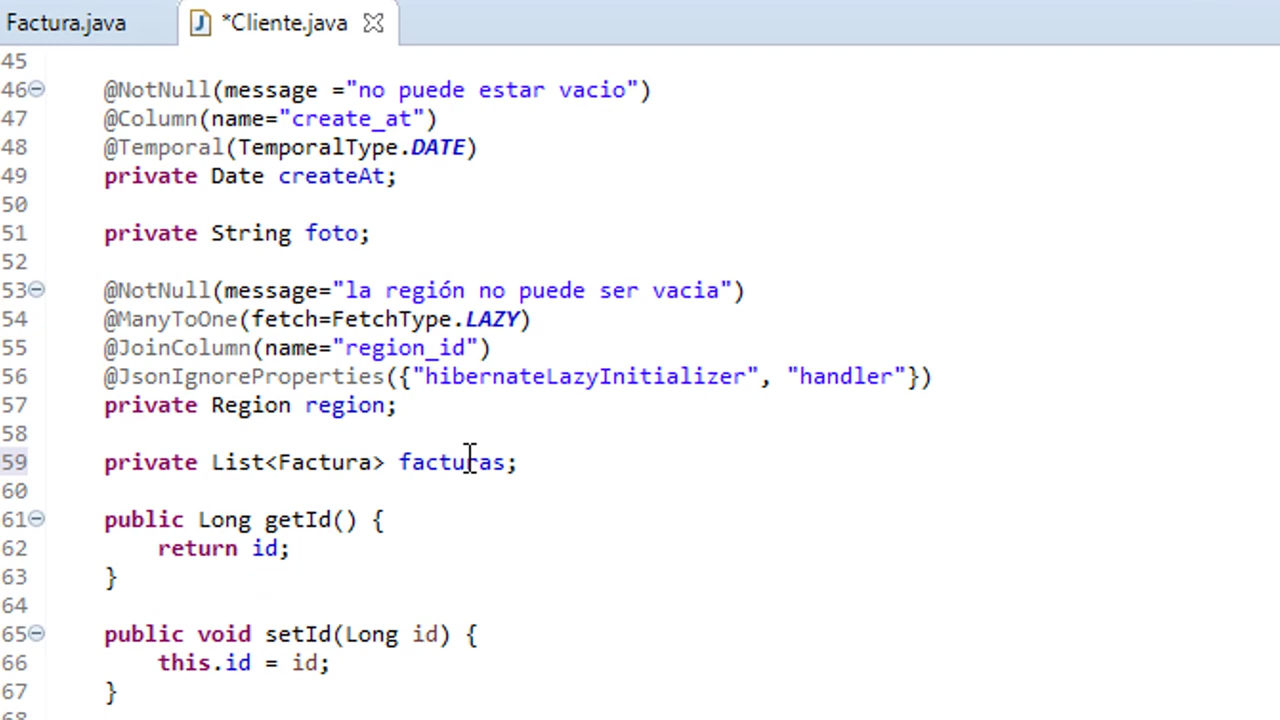 Factura.java
*Cliente.java
45
46 @NotNull(message ="no puede estar vacio")
47 @Column(name="create_at")
48 @Temporal(TemporalType.DATE)
49 private Date createAt;
50
51 private String foto;
52
53 @NotNull(message="la región no puede ser vacia")
54 @ManyToOne(fetch=FetchType.LAZY)
55 @JoinColumn(name="region_id")
56 @JsonIgnoreProperties({"hibernateLazyInitializer", "handler"})
57 private Region region;
58
59 private List<Factura> facturas;
60
61 public Long getId() {
62 return id;
63 }
64
65 public void setId(Long id) {
66 this.id = id;
67 }
68